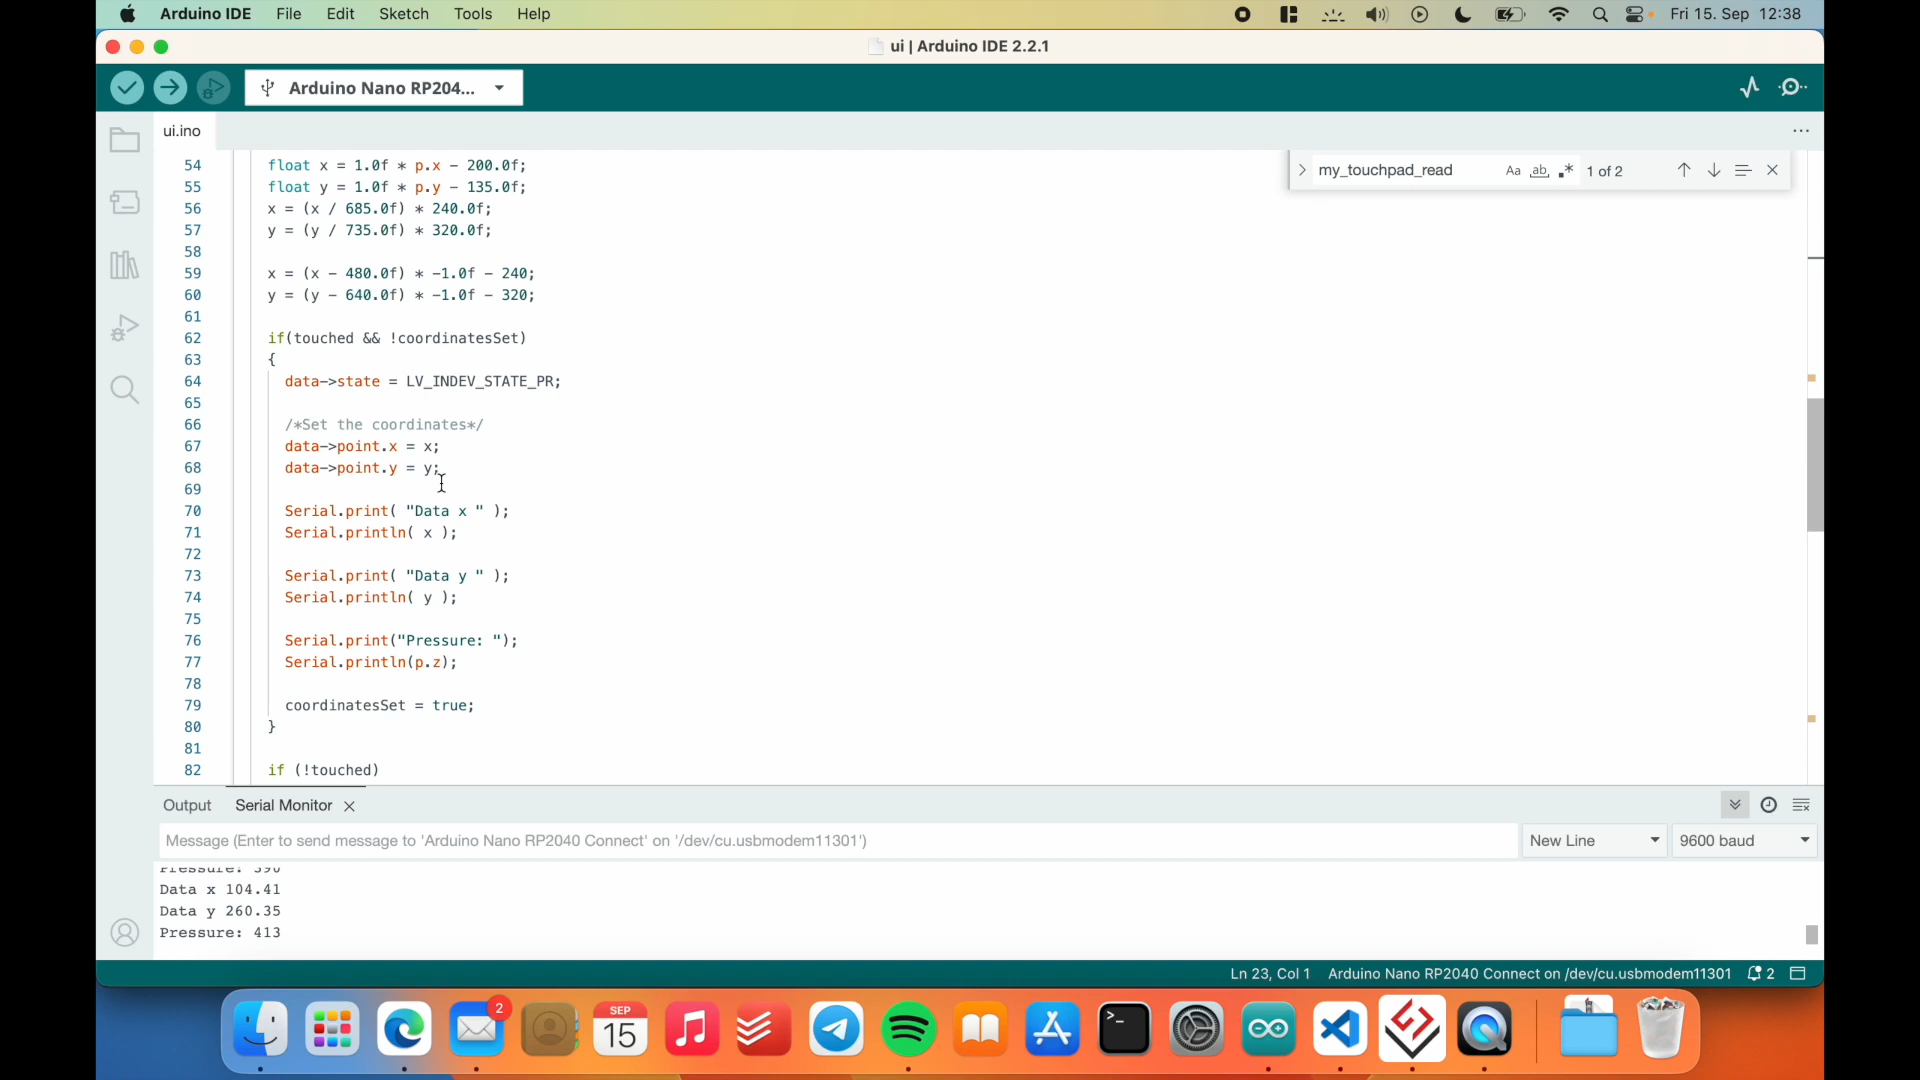 Arduino IDE File Edit Sketch Tools Help Fri 15. Sep 12:38
ui | Arduino IDE 2.2.1
Arduino Nano RP204...
ui.ino
my_touchpad_read Aa ab 1 of 2
54 float x = 1.0f * p.x - 200.0f;
55 float y = 1.0f * p.y - 135.0f;
56 x = (x / 685.0f) * 240.0f;
57 y = (y / 735.0f) * 320.0f;
58
59 x = (x - 480.0f) * -1.0f - 240;
60 y = (y - 640.0f) * -1.0f - 320;
61
62 if(touched && !coordinatesSet)
63 {
64 data->state = LV_INDEV_STATE_PR;
65
66 /*Set the coordinates*/
67 data->point.x = x;
68 data->point.y = y;
69
70 Serial.print( "Data x " );
71 Serial.println( x );
72
73 Serial.print( "Data y " );
74 Serial.println( y );
75
76 Serial.print("Pressure: ");
77 Serial.println(p.z);
78
79 coordinatesSet = true;
80 }
81
82 if (!touched)
Output Serial Monitor
Message (Enter to send message to 'Arduino Nano RP2040 Connect' on '/dev/cu.usbmodem11301') New Line 9600 baud
Pressure: 390
Data x 104.41
Data y 260.35
Pressure: 413
Ln 23, Col 1 Arduino Nano RP2040 Connect on /dev/cu.usbmodem11301 2
2
SEP
15
>_